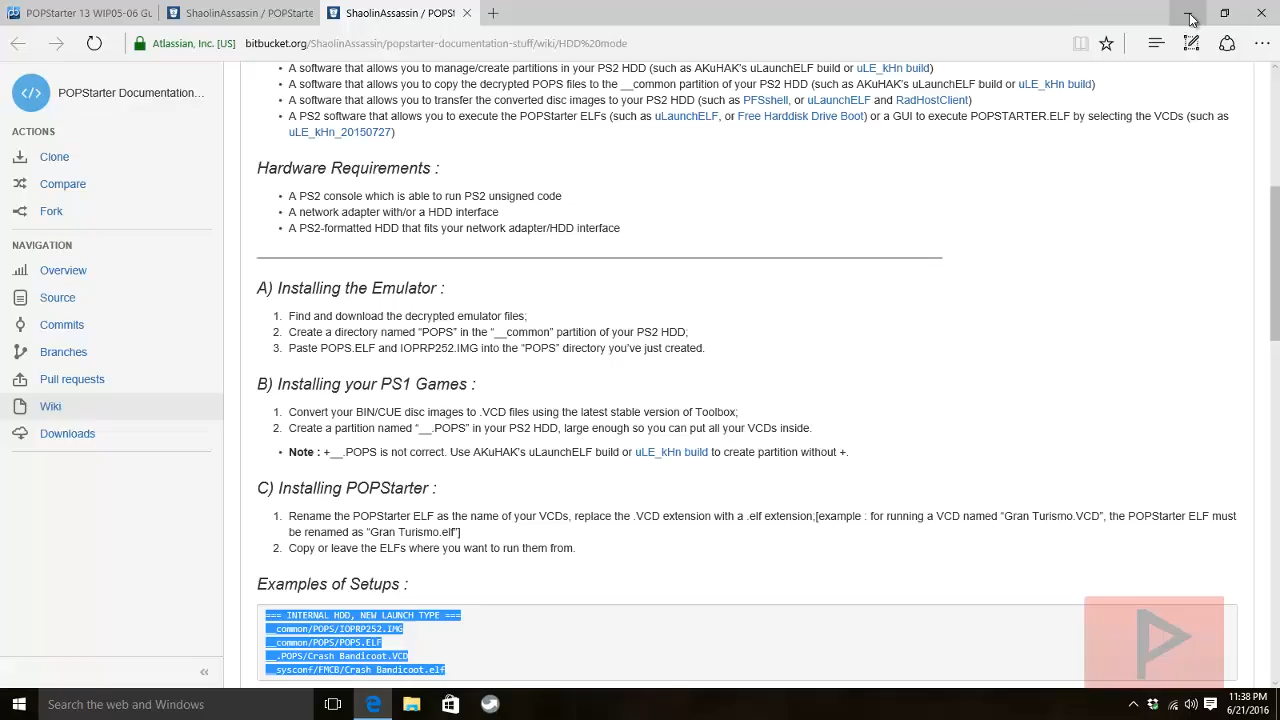 POPStarter 13 WIP05-06 Gu
ShaolinAssassin / POPStart
ShaolinAssassin / POPS
Atlassian, Inc. [US]
bitbucket.org/ShaolinAssassin/popstarter-documentation-stuff/wiki/HDD%20mode
POPStarter Documentation...
ACTIONS
Clone
Compare
Fork
NAVIGATION
Overview
Source
Commits
Branches
Pull requests
Wiki
Downloads
• A software that allows you to manage/create partitions in your PS2 HDD (such as AKuHAK's uLaunchELF build or uLE_kHn build)
• A software that allows you to copy the decrypted POPS files to the __common partition of your PS2 HDD (such as AKuHAK's uLaunchELF build or uLE_kHn build)
• A software that allows you to transfer the converted disc images to your PS2 HDD (such as PFSshell, or uLaunchELF and RadHostClient)
• A PS2 software that allows you to execute the POPStarter ELFs (such as uLaunchELF, or Free Harddisk Drive Boot) or a GUI to execute POPSTARTER.ELF by selecting the VCDs (such as
uLE_kHn_20150727)
Hardware Requirements :
• A PS2 console which is able to run PS2 unsigned code
• A network adapter with/or a HDD interface
• A PS2-formatted HDD that fits your network adapter/HDD interface
A) Installing the Emulator :
1. Find and download the decrypted emulator files;
2. Create a directory named “POPS” in the “__common” partition of your PS2 HDD;
3. Paste POPS.ELF and IOPRP252.IMG into the “POPS” directory you've just created.
B) Installing your PS1 Games :
1. Convert your BIN/CUE disc images to .VCD files using the latest stable version of Toolbox;
2. Create a partition named “__.POPS” in your PS2 HDD, large enough so you can put all your VCDs inside.
• Note : +__.POPS is not correct. Use AKuHAK's uLaunchELF build or uLE_kHn build to create partition without +.
C) Installing POPStarter :
1. Rename the POPStarter ELF as the name of your VCDs, replace the .VCD extension with a .elf extension;[example : for running a VCD named “Gran Turismo.VCD”, the POPStarter ELF must
be renamed as “Gran Turismo.elf”]
2. Copy or leave the ELFs where you want to run them from.
Examples of Setups :
=== INTERNAL HDD, NEW LAUNCH TYPE ===
__common/POPS/IOPRP252.IMG
__common/POPS/POPS.ELF
__.POPS/Crash Bandicoot.VCD
__sysconf/FMCB/Crash Bandicoot.elf
Search the web and Windows
11:38 PM
6/21/2016